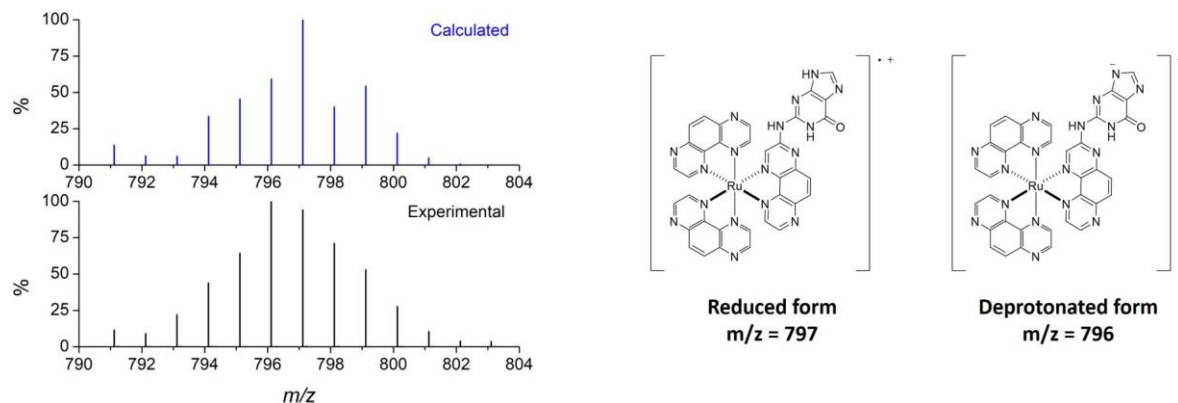 100
75
50
25
0
%
Calculated
790 792 794 796 798 800 802 804
100
75
50
25
0
%
Experimental
790 792 794 796 798 800 802 804
m/z
• +
HN
N
N
N
HN
NH
O
N
N
N
N
N
N
Ru
N
N
N
N
N
N
Reduced form
m/z = 797
−
N
N
N
N
HN
NH
O
N
N
N
N
N
N
Ru
N
N
N
N
N
N
Deprotonated form
m/z = 796